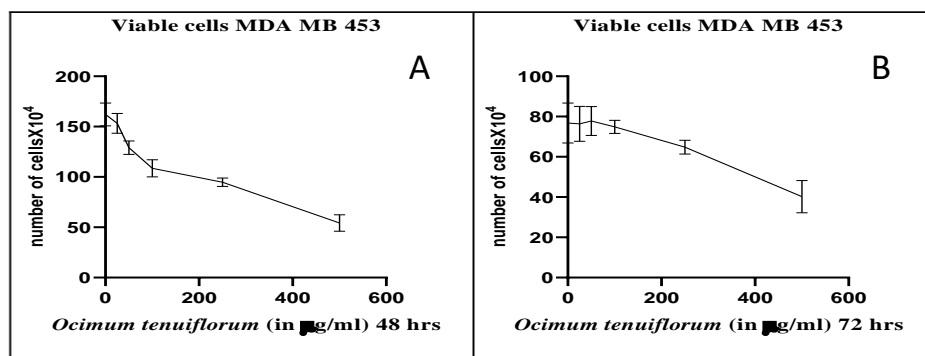 Viable cells MDA MB 453
A
number of cellsX10⁴
200
150
100
50
0
0 200 400 600
Ocimum tenuiflorum (in μg/ml) 48 hrs
Viable cells MDA MB 453
B
number of cellsX10⁴
100
80
60
40
20
0
0 200 400 600
Ocimum tenuiflorum (in μg/ml) 72 hrs